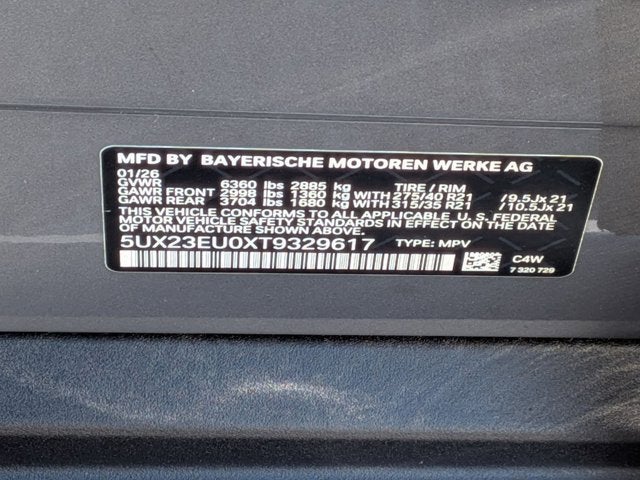 MFD BY BAYERISCHE MOTOREN WERKE AG
01/26
GVWR 6360 lbs 2885 kg TIRE / RIM
GAWR FRONT 2998 lbs 1360 kg WITH 275/40 R21 / 9.5Jx 21
GAWR REAR 3704 lbs 1680 kg WITH 315/35 R21 / 10.5Jx 21
THIS VEHICLE CONFORMS TO ALL APPLICABLE U. S. FEDERAL
MOTOR VEHICLE SAFETY STANDARDS IN EFFECT ON THE DATE
OF MANUFACTURE SHOWN ABOVE.
5UX23EU0XT9329617 TYPE: MPV
C4W
7 320 729